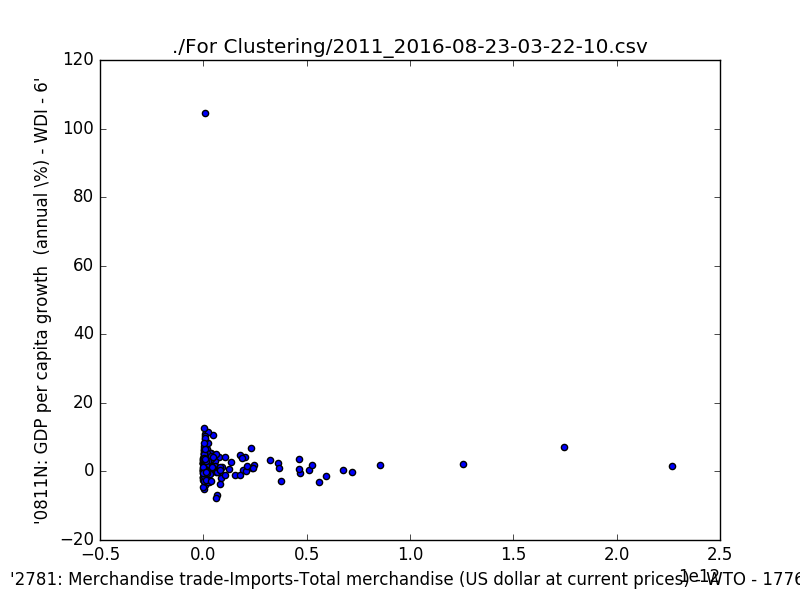 ./For Clustering/2011_2016-08-23-03-22-10.csv
'0811N: GDP per capita growth  (annual \%) - WDI - 6'
120
100
80
60
40
20
0
−20
−0.5 0.0 0.5 1.0 1.5 2.0 2.5
1e12
'2781: Merchandise trade-Imports-Total merchandise (US dollar at current prices) - WTO - 1776